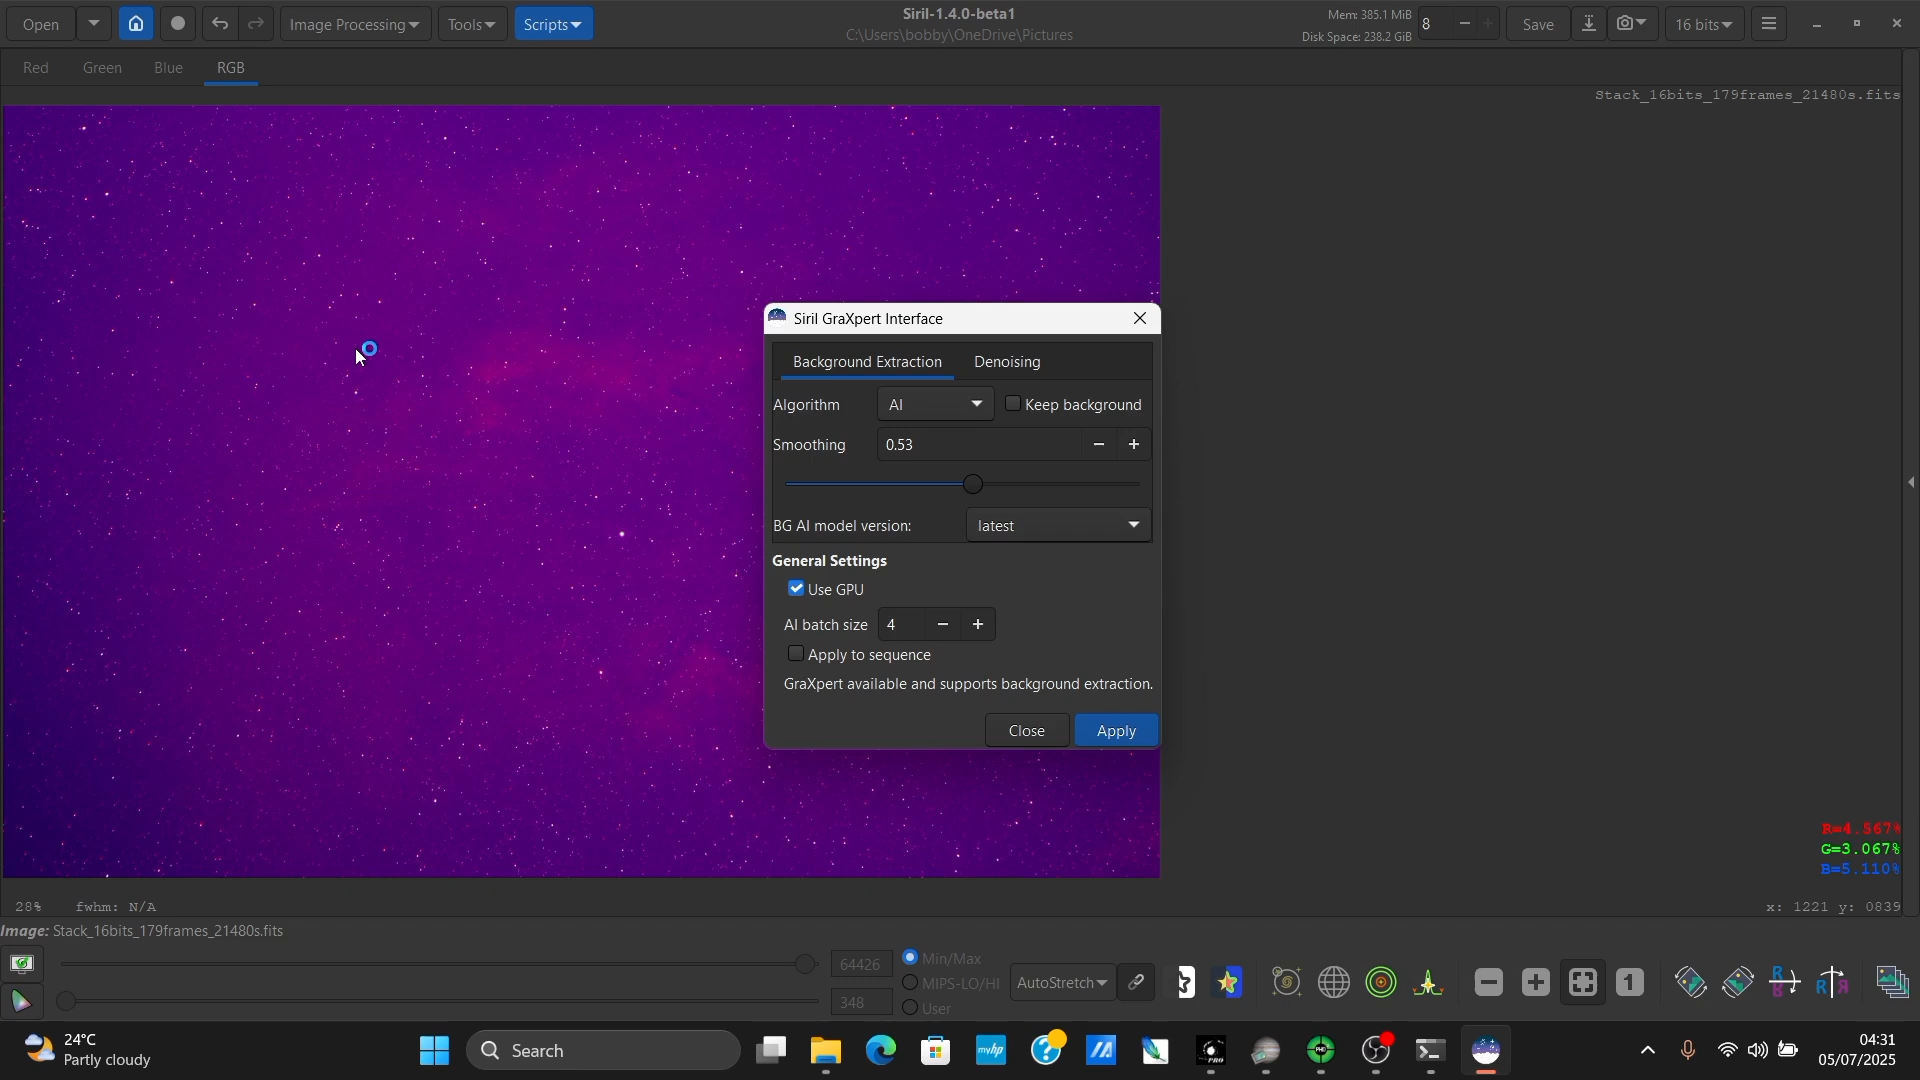 Open
Image Processing
Tools
Scripts
Siril-1.4.0-beta1
C:\Users\bobby\OneDrive\Pictures
Mem: 385.1 MiB
Disk Space: 238.2 GiB
8
Save
16 bits
Red
Green
Blue
RGB
Stack_16bits_179frames_21480s.fits
Siril GraXpert Interface
Background Extraction
Denoising
Algorithm
AI
Keep background
Smoothing
0.53
BG AI model version:
latest
General Settings
Use GPU
AI batch size
4
Apply to sequence
GraXpert available and supports background extraction.
Close
Apply
R=4.567%
G=3.067%
B=5.110%
28%
fwhm: N/A
x: 1221 y: 0839
Image: Stack_16bits_179frames_21480s.fits
64426
348
Min/Max
MIPS-LO/HI
User
AutoStretch
1
R
R
R R
24°C
Partly cloudy
Search
myhp
PRO
PHD
04:31
05/07/2025